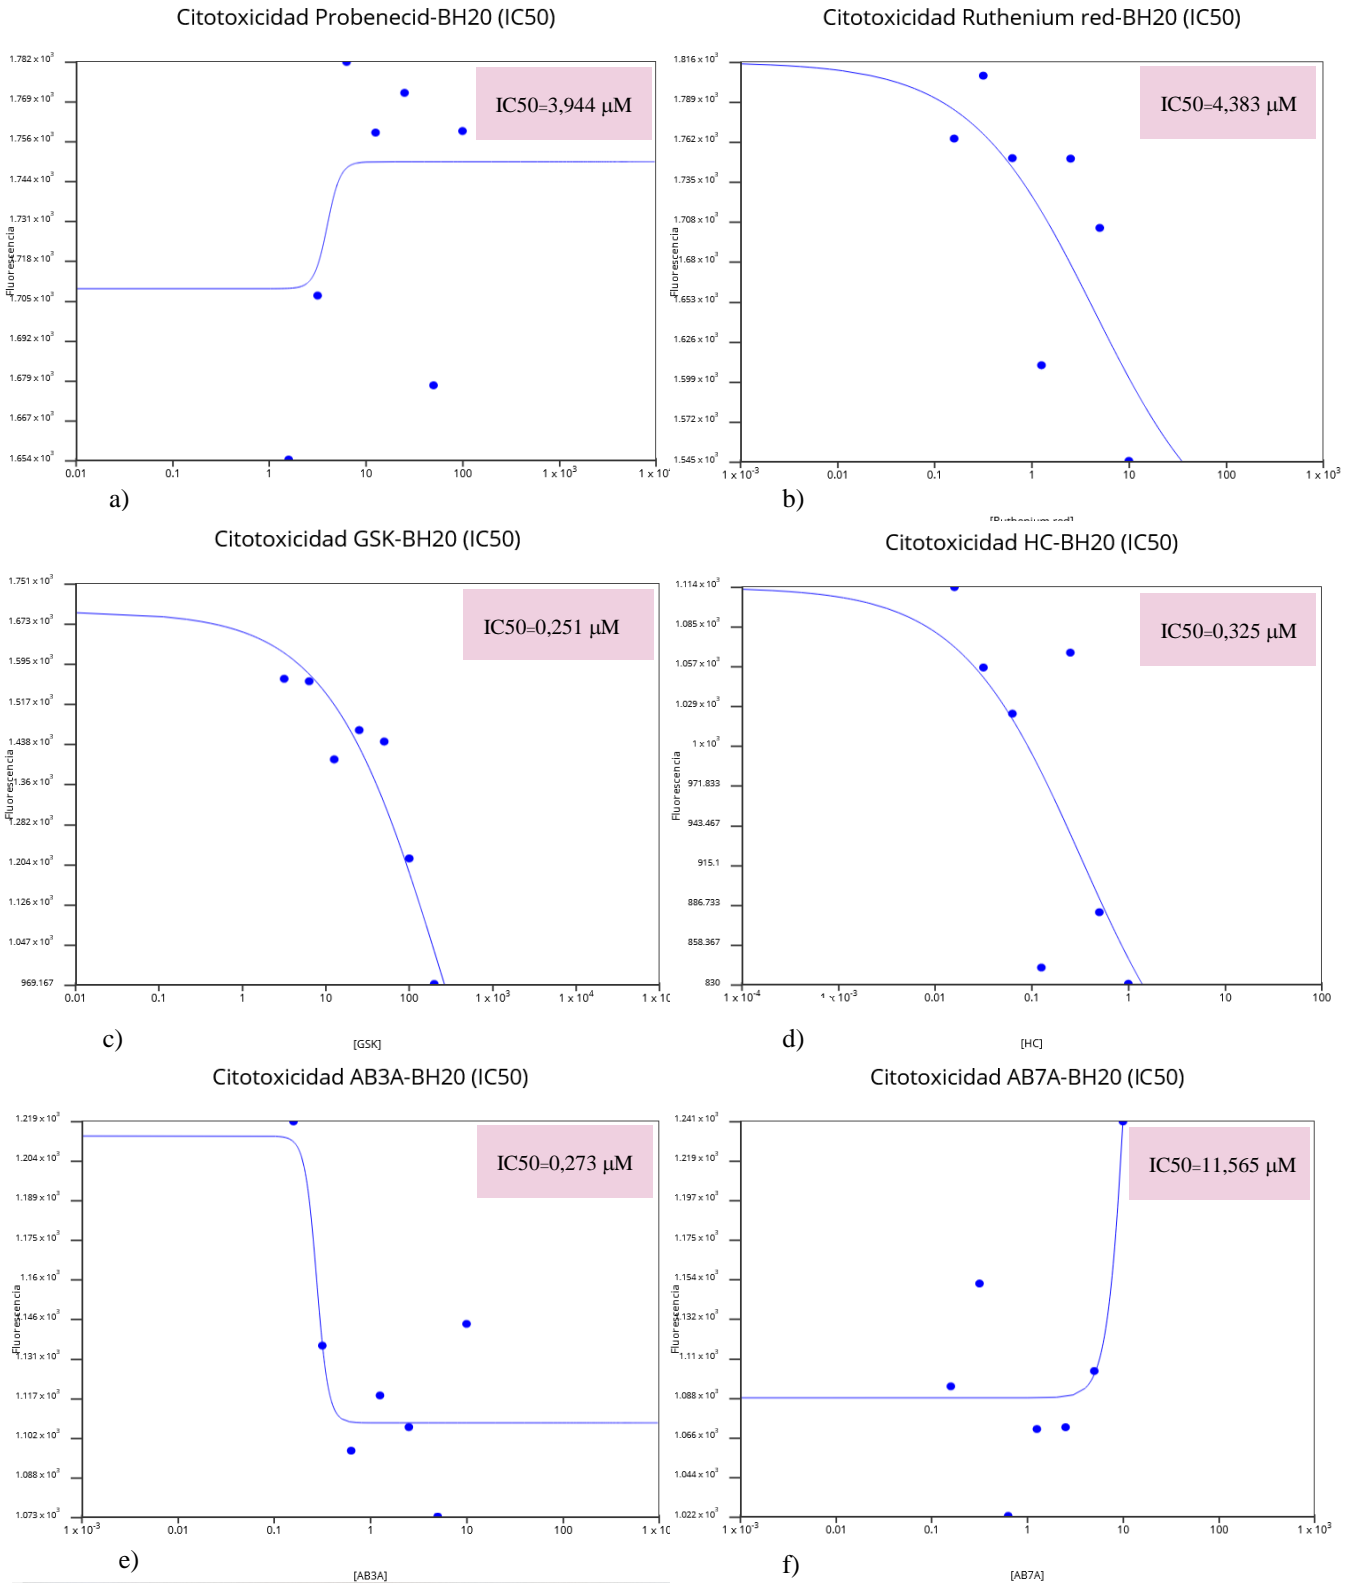 Citotoxicidad Probenecid-BH20 (IC50)
IC50=3,944 μM
1.782 x 10³
1.769 x 10³
1.756 x 10³
1.744 x 10³
1.731 x 10³
1.718 x 10³
1.705 x 10³
1.692 x 10³
1.679 x 10³
1.667 x 10³
1.654 x 10³
Fluorescencia
0.01 0.1 1 10 100 1 x 10³ 1 x 10
a)
Citotoxicidad Ruthenium red-BH20 (IC50)
IC50=4,383 μM
1.816 x 10³
1.789 x 10³
1.762 x 10³
1.735 x 10³
1.708 x 10³
1.68 x 10³
1.653 x 10³
1.626 x 10³
1.599 x 10³
1.572 x 10³
1.545 x 10³
Fluorescencia
1 x 10⁻³ 0.01 0.1 1 10 100 1 x 10³
[Ruthenium red]
b)
Citotoxicidad GSK-BH20 (IC50)
IC50=0,251 μM
1.751 x 10³
1.673 x 10³
1.595 x 10³
1.517 x 10³
1.438 x 10³
1.36 x 10³
1.282 x 10³
1.204 x 10³
1.126 x 10³
1.047 x 10³
969.167
Fluorescencia
0.01 0.1 1 10 100 1 x 10³ 1 x 10⁴ 1 x 10
c)
[GSK]
Citotoxicidad HC-BH20 (IC50)
IC50=0,325 μM
1.114 x 10³
1.085 x 10³
1.057 x 10³
1.029 x 10³
1 x 10³
971.833
943.467
915.1
886.733
858.367
830
Fluorescencia
1 x 10⁻⁴ 1 x 10⁻³ 0.01 0.1 1 10 100
d)
[HC]
Citotoxicidad AB3A-BH20 (IC50)
IC50=0,273 μM
1.219 x 10³
1.204 x 10³
1.189 x 10³
1.175 x 10³
1.16 x 10³
1.146 x 10³
1.131 x 10³
1.117 x 10³
1.102 x 10³
1.088 x 10³
1.073 x 10³
Fluorescencia
1 x 10⁻³ 0.01 0.1 1 10 100 1 x 10
e)
[AB3A]
Citotoxicidad AB7A-BH20 (IC50)
IC50=11,565 μM
1.241 x 10³
1.219 x 10³
1.197 x 10³
1.175 x 10³
1.154 x 10³
1.132 x 10³
1.11 x 10³
1.088 x 10³
1.066 x 10³
1.044 x 10³
1.022 x 10³
Fluorescencia
1 x 10⁻³ 0.01 0.1 1 10 100 1 x 10³
f)
[AB7A]